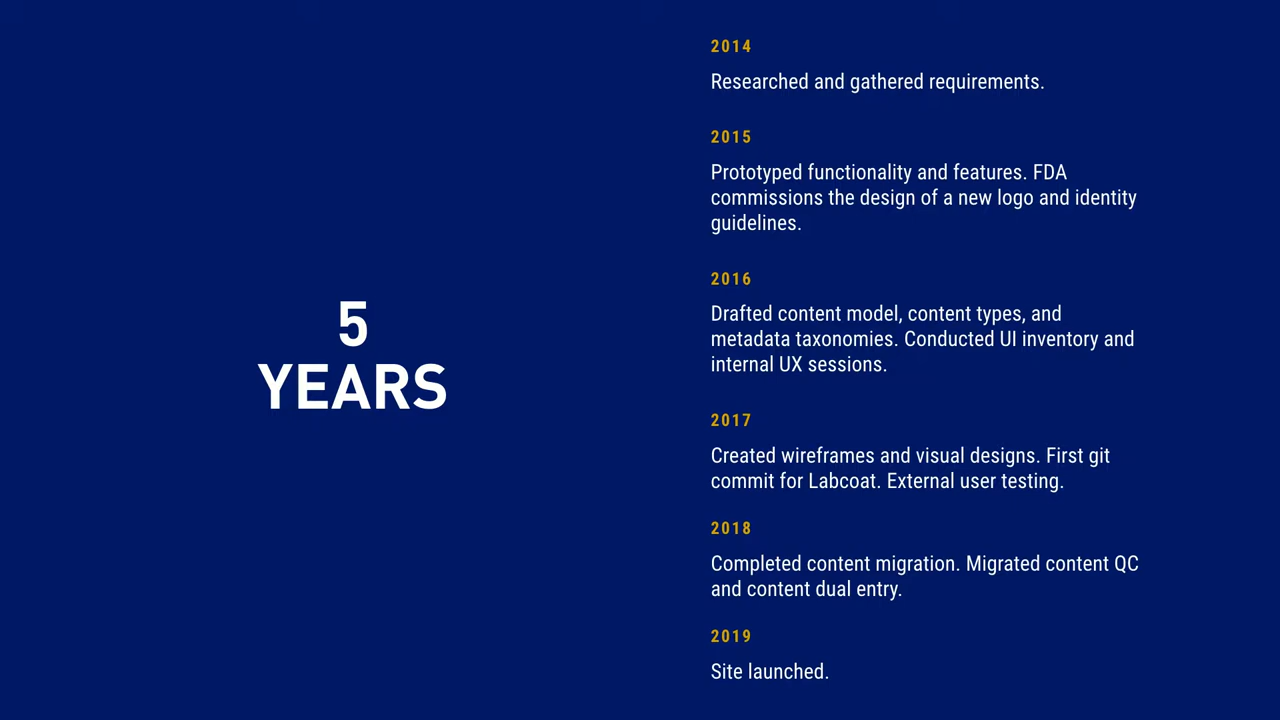 5
YEARS
2014
Researched and gathered requirements.
2015
Prototyped functionality and features. FDA
commissions the design of a new logo and identity
guidelines.
2016
Drafted content model, content types, and
metadata taxonomies. Conducted UI inventory and
internal UX sessions.
2017
Created wireframes and visual designs. First git
commit for Labcoat. External user testing.
2018
Completed content migration. Migrated content QC
and content dual entry.
2019
Site launched.